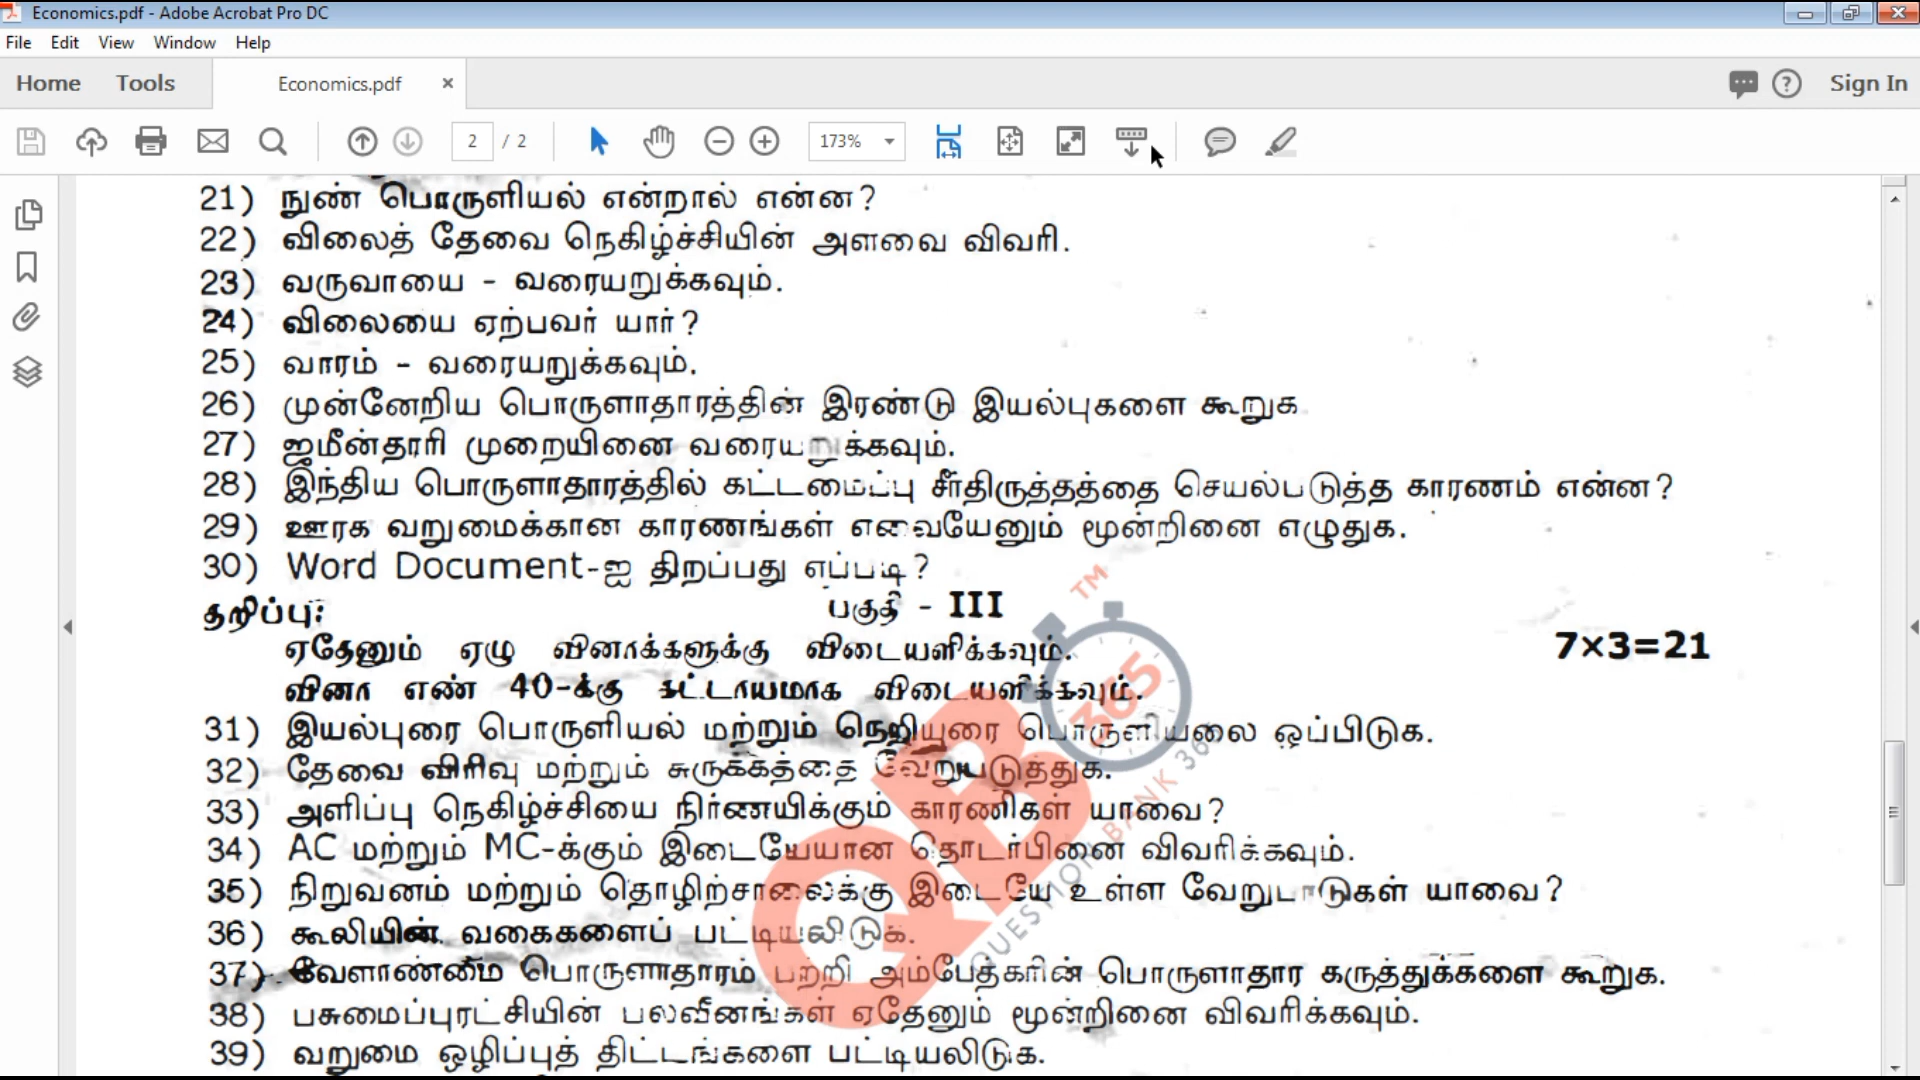 Economics.pdf - Adobe Acrobat Pro DC
File Edit View Window Help
Home Tools Economics.pdf × Sign In
2 / 2 173%
21) நுண் பொருளியல் என்றால் என்ன?
22) விலைத் தேவை நெகிழ்ச்சியின் அளவை விவரி.
23) வருவாயை - வரையறுக்கவும்.
24) விலையை ஏற்பவர் யார்?
25) வாரம் - வரையறுக்கவும்.
26) முன்னேறிய பொருளாதாரத்தின் இரண்டு இயல்புகளை கூறுக.
27) ஜமீன்தாரி முறையினை வரையறுக்கவும்.
28) இந்திய பொருளாதாரத்தில் கட்டமைப்பு சீர்திருத்தத்தை செயல்படுத்த காரணம் என்ன?
29) ஊரக வறுமைக்கான காரணங்கள் எவையேனும் மூன்றினை எழுதுக.
30) Word Document-ஐ திறப்பது எப்படி?
குறிப்பு: பகுதி - III
ஏதேனும் ஏழு வினாக்களுக்கு விடையளிக்கவும். 7×3=21
வினா எண் 40-க்கு கட்டாயமாக விடையளிக்கவும்.
31) இயல்புரை பொருளியல் மற்றும் நெறியுரை பொருளியலை ஒப்பிடுக.
32) தேவை விரிவு மற்றும் சுருக்கத்தை வேறுபடுத்துக.
33) அளிப்பு நெகிழ்ச்சியை நிர்ணயிக்கும் காரணிகள் யாவை?
34) AC மற்றும் MC-க்கும் இடையேயான தொடர்பினை விவரிக்கவும்.
35) நிறுவனம் மற்றும் தொழிற்சாலைக்கு இடையே உள்ள வேறுபாடுகள் யாவை?
36) கூலியின் வகைகளைப் பட்டியலிடுக.
37) வேளாண்மை பொருளாதாரம் பற்றி அம்பேத்கரின் பொருளாதார கருத்துக்களை கூறுக.
38) பசுமைப்புரட்சியின் பலவீனங்கள் ஏதேனும் மூன்றினை விவரிக்கவும்.
39) வறுமை ஒழிப்புத் திட்டங்களை பட்டியலிடுக.
QB 365 TM
QUESTION BANK 365